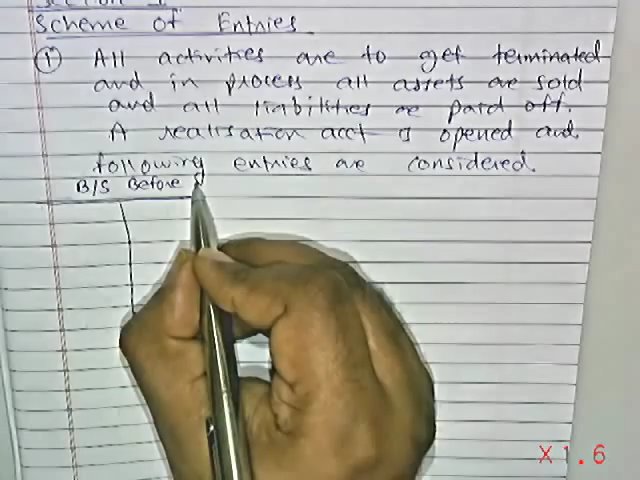 Scheme of Entries
① All activities are to get terminated
and in process all assets are sold
and all liabilities are paid off.
A realisation acct is opened and
following entries are considered.
B/S Before
X1.6